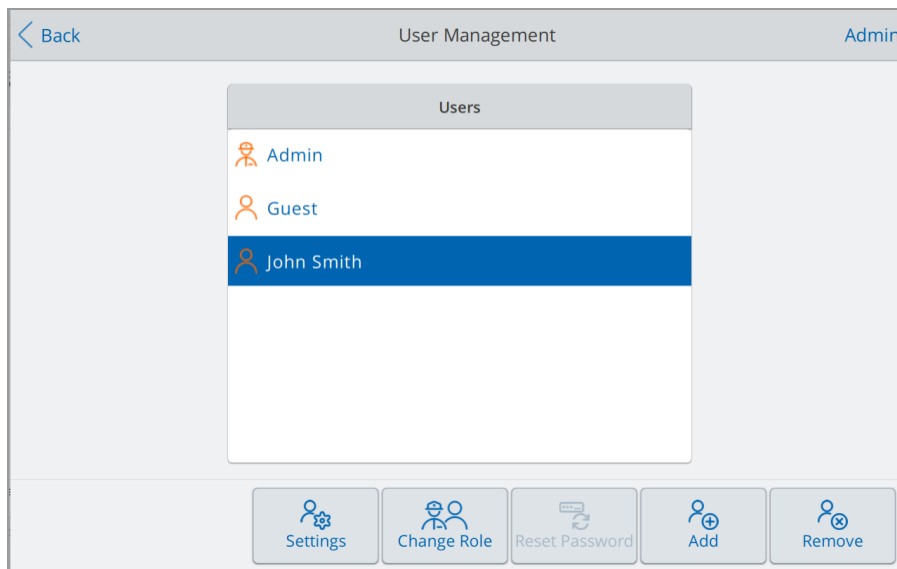 Back
User Management
Admin
Users
Admin
Guest
John Smith
Settings
Change Role
Reset Password
Add
Remove